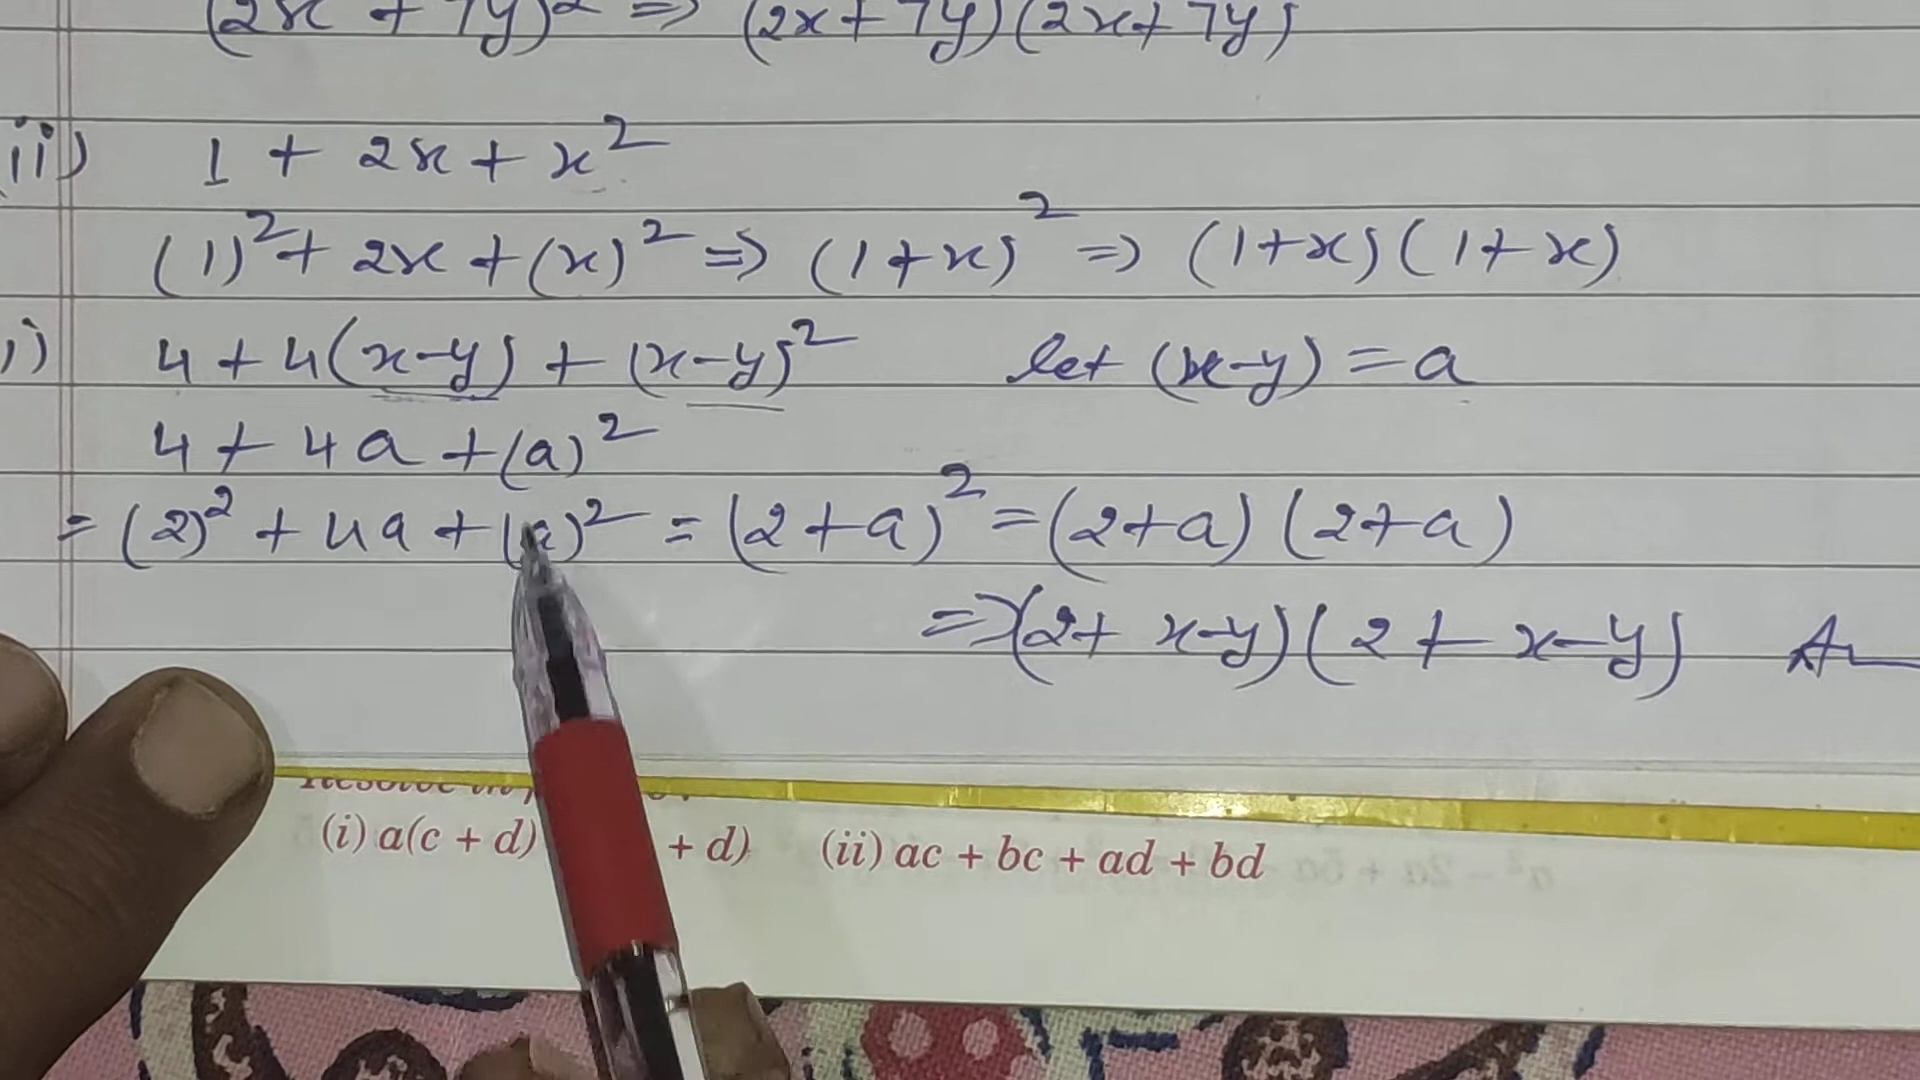 (2x + 7y)² => (2x+7y)(2x+7y)
ii) 1 + 2x + x²
(1)² + 2x + (x)² => (1+x)² => (1+x)(1+x)
i) 4 + 4(x-y) + (x-y)² let (x-y) = a
4 + 4a + (a)²
= (2)² + 4a + (a)² = (2+a)² = (2+a)(2+a)
=> (2+ x-y)(2+x-y)
(i) a(c + d) + d) (ii) ac + bc + ad + bd